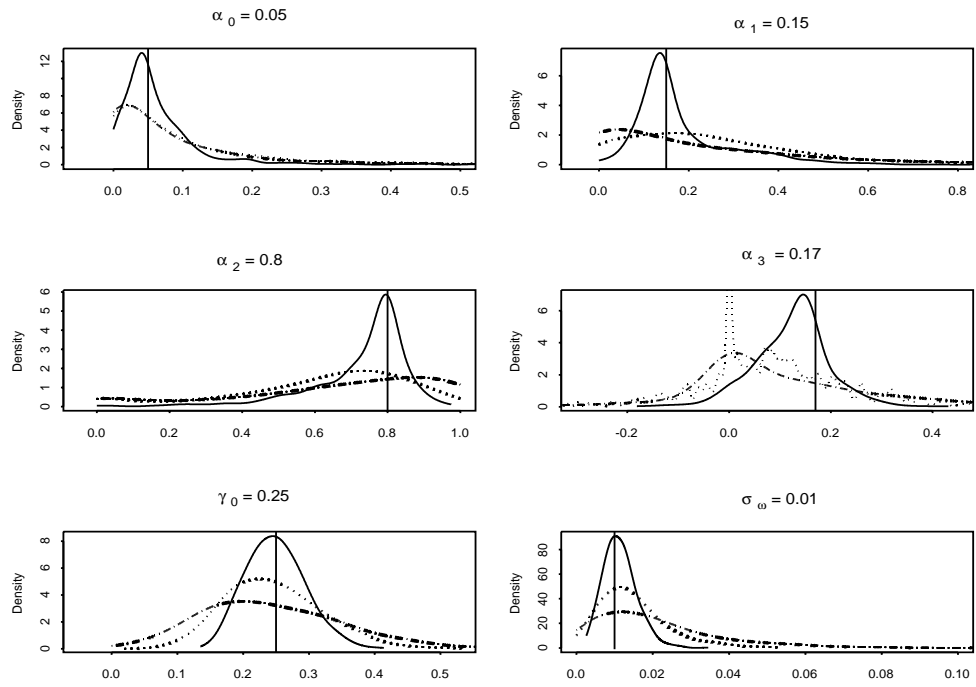 α 0 = 0.05
Density
0 2 4 6 8 12
0.0 0.1 0.2 0.3 0.4 0.5
α 1 = 0.15
Density
0 2 4 6
0.0 0.2 0.4 0.6 0.8
α 2 = 0.8
Density
0 1 2 3 4 5 6
0.0 0.2 0.4 0.6 0.8 1.0
α 3 = 0.17
Density
0 2 4 6
-0.2 0.0 0.2 0.4
γ 0 = 0.25
Density
0 2 4 6 8
0.0 0.1 0.2 0.3 0.4 0.5
σ ω = 0.01
Density
0 20 40 60 80
0.0 0.02 0.04 0.06 0.08 0.10